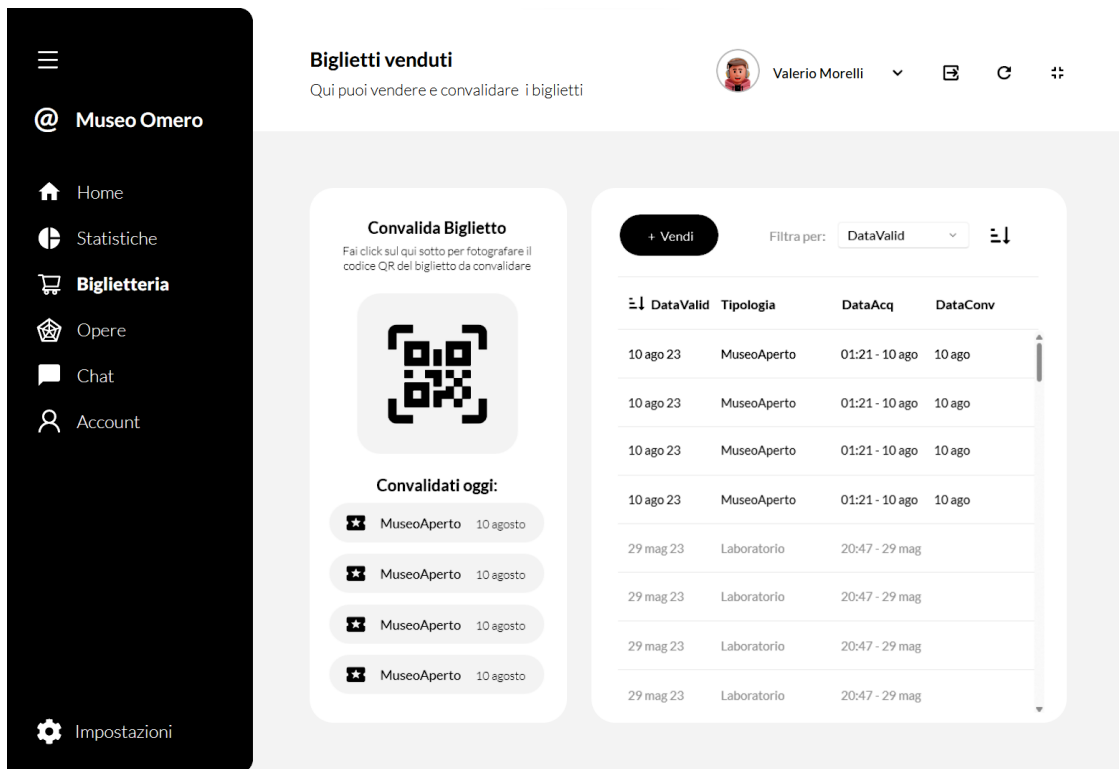 @ Museo Omero
Home
Statistiche
Biglietteria
Opere
Chat
Account
Impostazioni
Biglietti venduti
Qui puoi vendere e convalidare i biglietti
Valerio Morelli
Convalida Biglietto
Fai click sul qui sotto per fotografare il
codice QR del biglietto da convalidare
Convalidati oggi:
MuseoAperto 10 agosto
MuseoAperto 10 agosto
MuseoAperto 10 agosto
MuseoAperto 10 agosto
+ Vendi Filtra per: DataValid
DataValid Tipologia DataAcq DataConv
10 ago 23 MuseoAperto 01:21 - 10 ago 10 ago
10 ago 23 MuseoAperto 01:21 - 10 ago 10 ago
10 ago 23 MuseoAperto 01:21 - 10 ago 10 ago
10 ago 23 MuseoAperto 01:21 - 10 ago 10 ago
29 mag 23 Laboratorio 20:47 - 29 mag
29 mag 23 Laboratorio 20:47 - 29 mag
29 mag 23 Laboratorio 20:47 - 29 mag
29 mag 23 Laboratorio 20:47 - 29 mag